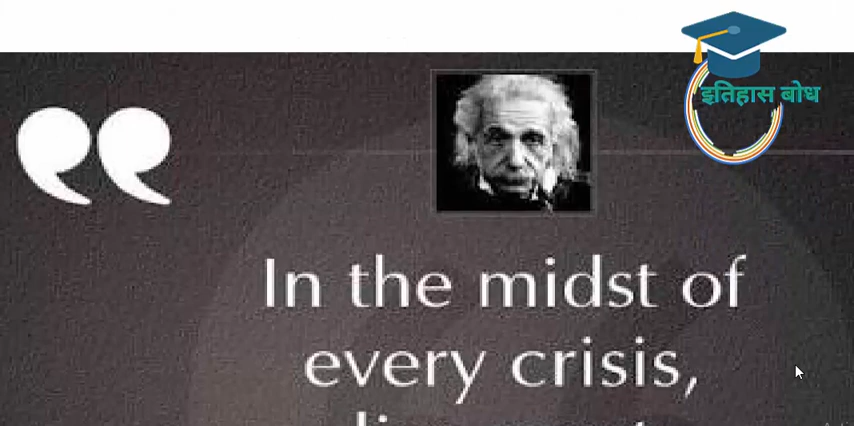 इतिहास बोध
In the midst of
every crisis,